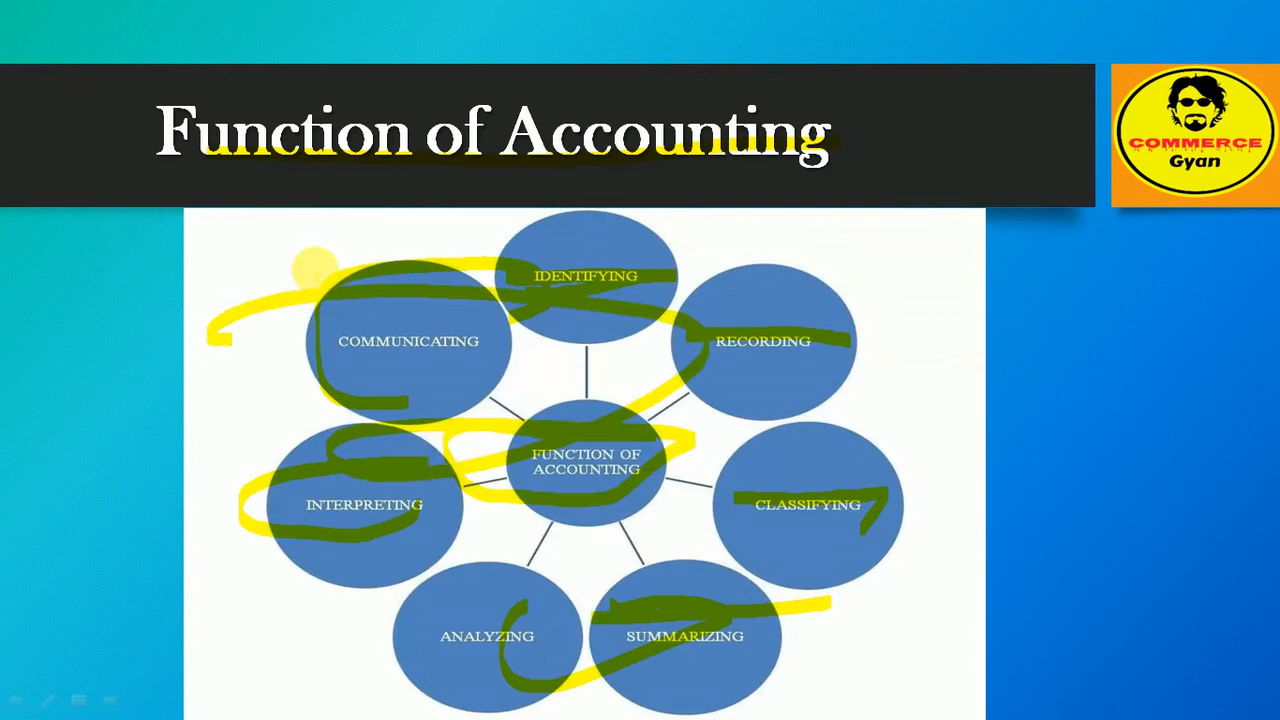 Function of Accounting
COMMERCE
Gyan
IDENTIFYING
COMMUNICATING
RECORDING
FUNCTION OF
ACCOUNTING
INTERPRETING
CLASSIFYING
ANALYZING
SUMMARIZING